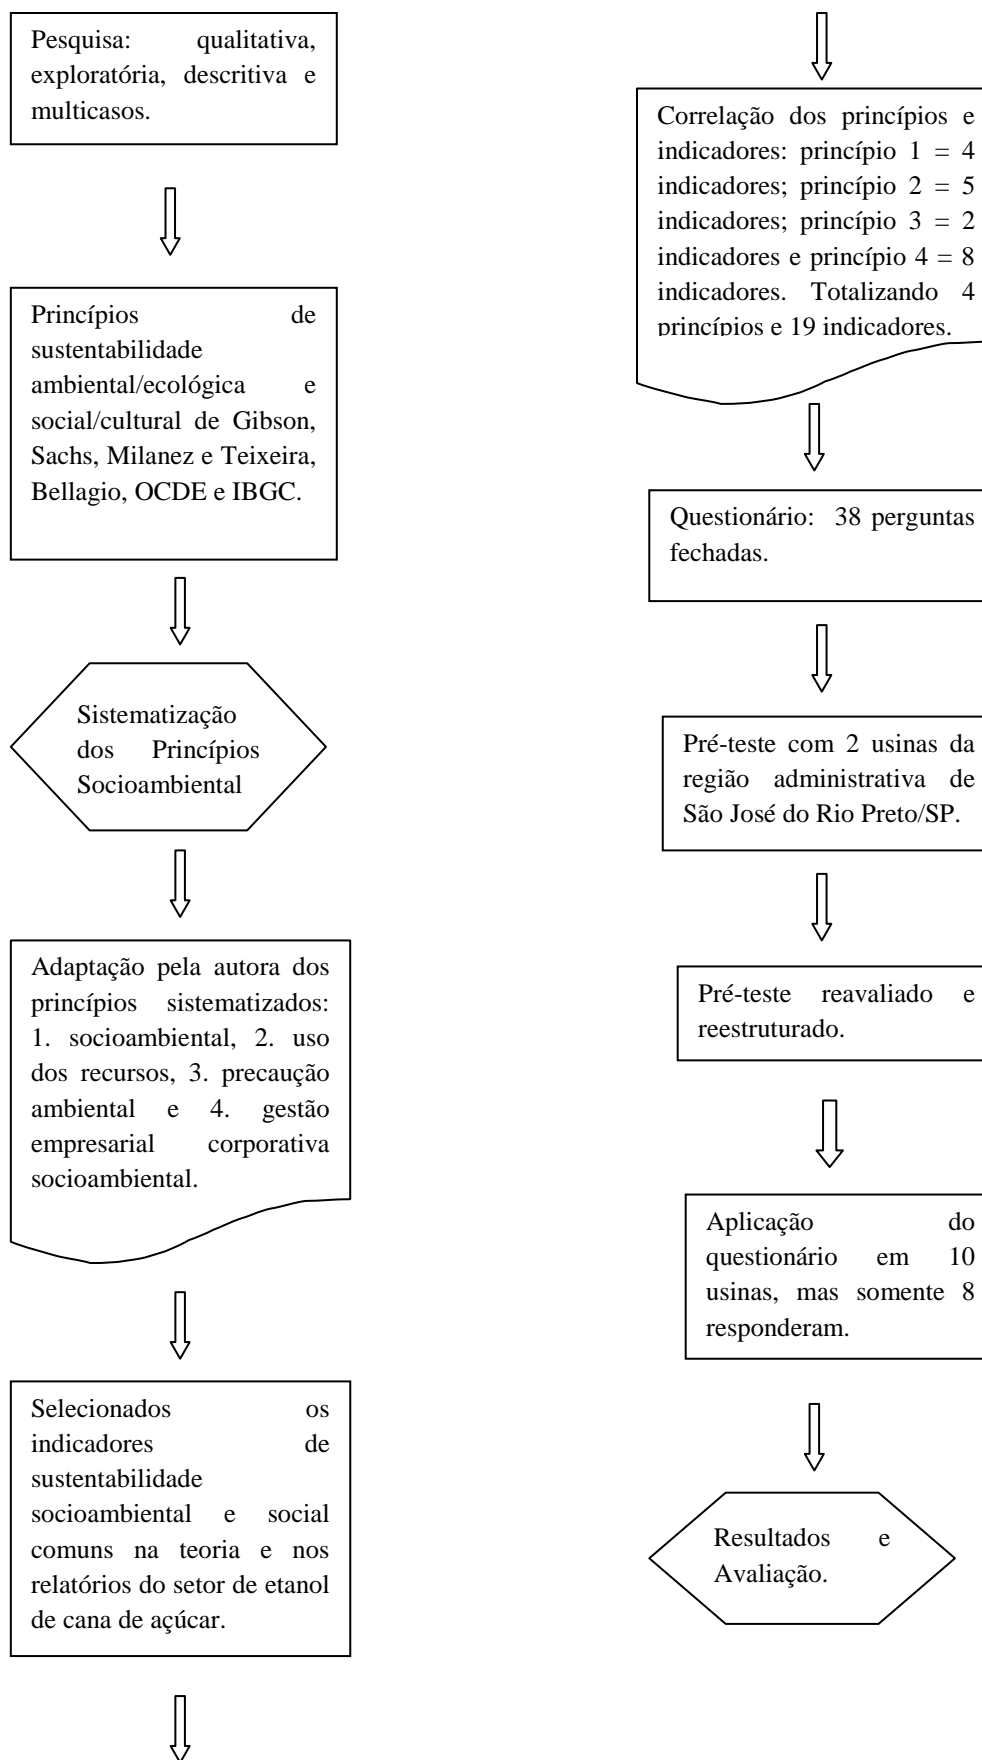 Pesquisa: qualitativa,
exploratória, descritiva e
multicasos.
Princípios de
sustentabilidade
ambiental/ecológica e
social/cultural de Gibson,
Sachs, Milanez e Teixeira,
Bellagio, OCDE e IBGC.
Sistematização
dos Princípios
Socioambiental
Adaptação pela autora dos
princípios sistematizados:
1. socioambiental, 2. uso
dos recursos, 3. precaução
ambiental e 4. gestão
empresarial corporativa
socioambiental.
Selecionados os
indicadores de
sustentabilidade
socioambiental e social
comuns na teoria e nos
relatórios do setor de etanol
de cana de açúcar.
Correlação dos princípios e
indicadores: princípio 1 = 4
indicadores; princípio 2 = 5
indicadores; princípio 3 = 2
indicadores e princípio 4 = 8
indicadores. Totalizando 4
princípios e 19 indicadores.
Questionário: 38 perguntas
fechadas.
Pré-teste com 2 usinas da
região administrativa de
São José do Rio Preto/SP.
Pré-teste reavaliado e
reestruturado.
Aplicação do
questionário em 10
usinas, mas somente 8
responderam.
Resultados e
Avaliação.